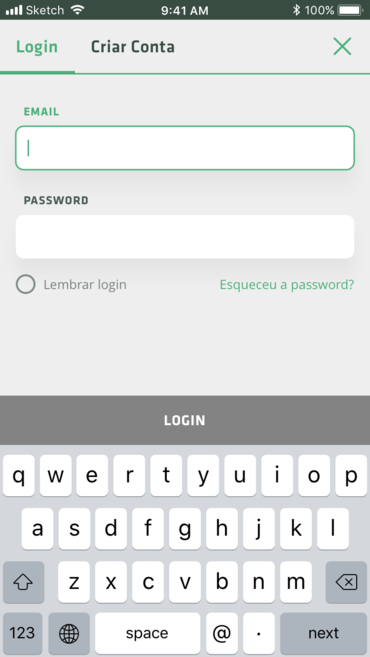 Sketch 9:41 AM 100%
Login Criar Conta
EMAIL
PASSWORD
Lembrar login Esqueceu a password?
LOGIN
q w e r t y u i o p
a s d f g h j k l
z x c v b n m
123 space @ . next